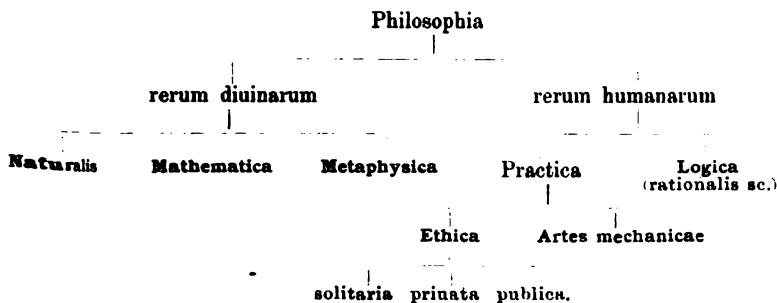 Philosophia
rerum diuinarum rerum humanarum
Naturalis Mathematica Metaphysica Practica Logica
(rationalis sc.)
Ethica Artes mechanicae
solitaria priuata publica.